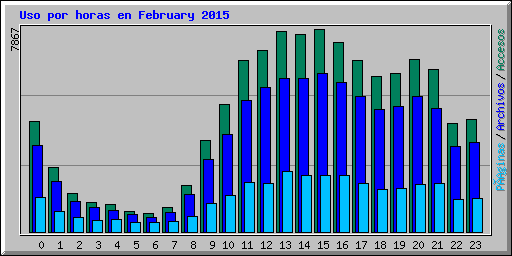 Uso por horas en February 2015
7867
Páginas / Archivos / Accesos
0 1 2 3 4 5 6 7 8 9 10 11 12 13 14 15 16 17 18 19 20 21 22 23